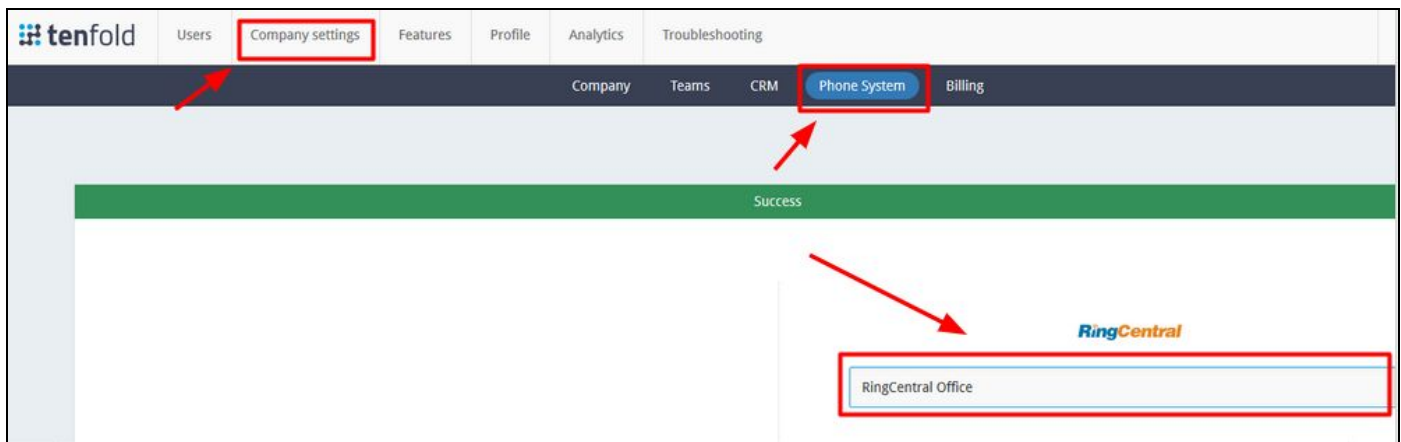 tenfold Users Company settings Features Profile Analytics Troubleshooting
Company Teams CRM Phone System Billing
Success
RingCentral
RingCentral Office